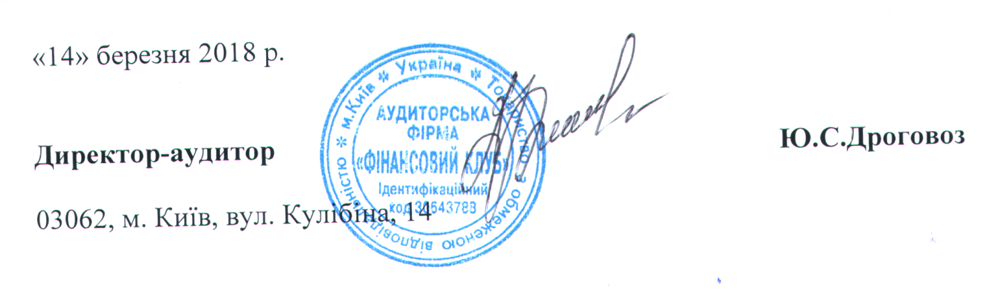 «14» березня 2018 р.
м.Київ * Україна * Товариство з обмеженою відповідальністю *
АУДИТОРСЬКА
ФІРМА
«ФІНАНСОВИЙ КЛУБ»
Ідентифікаційний
код
Директор-аудитор
Ю.С.Дроговоз
03062, м. Київ, вул. Кулібіна, 14